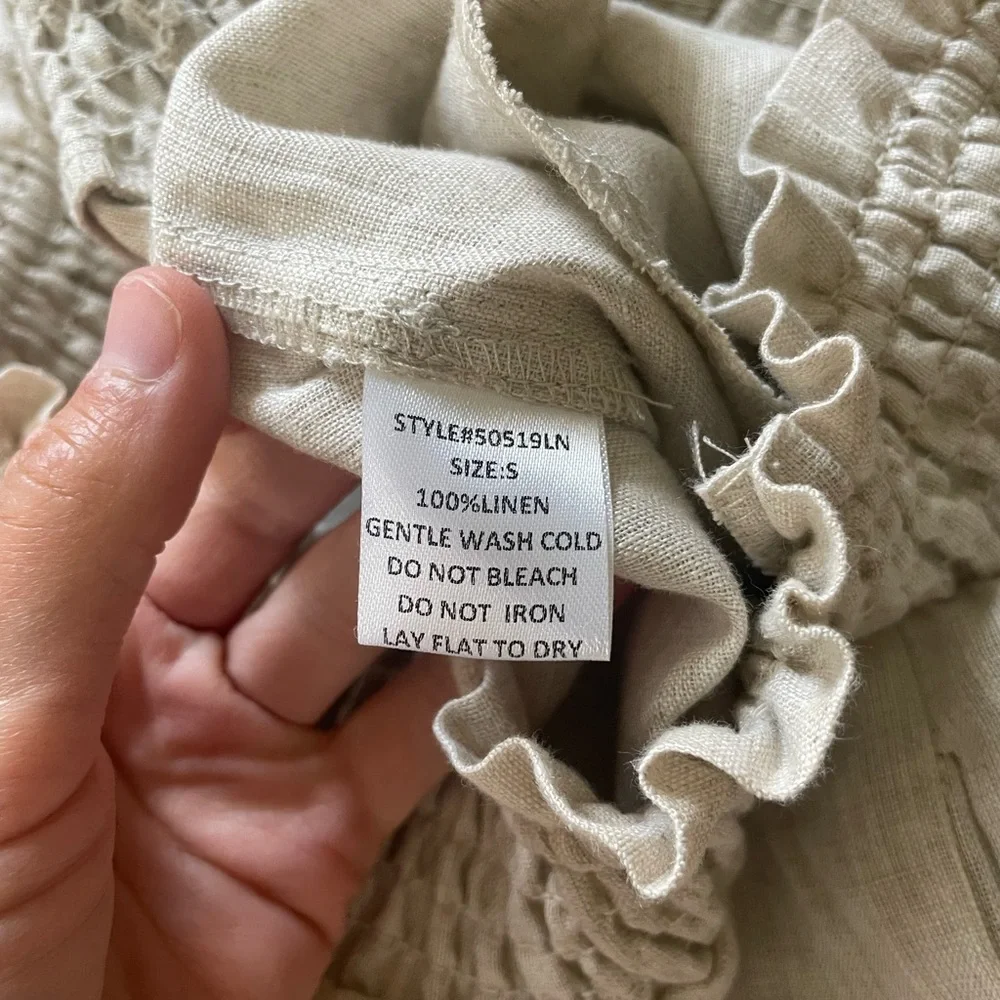 STYLE#50519LN
SIZE:S
100%LINEN
GENTLE WASH COLD
DO NOT BLEACH
DO NOT IRON
LAY FLAT TO DRY